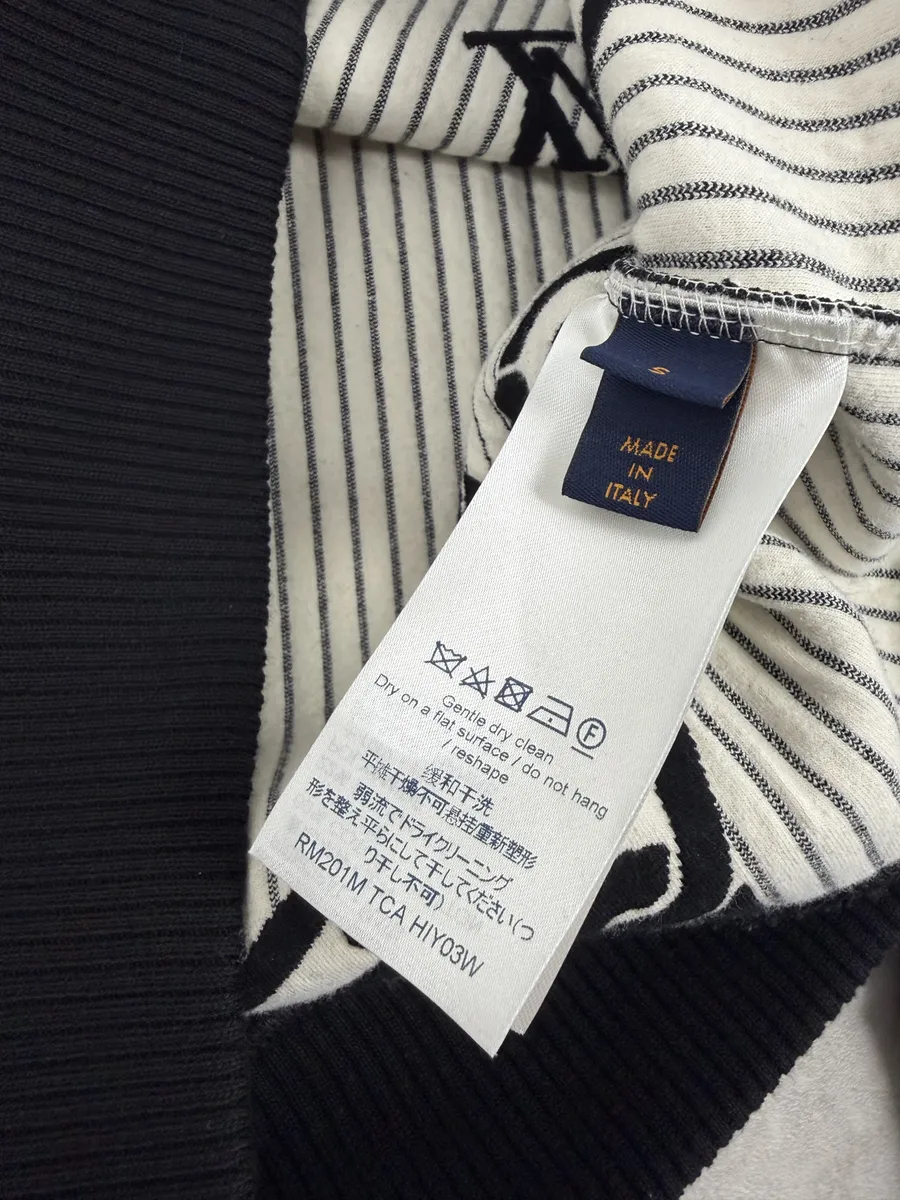 S
MADE
IN
ITALY
F
Gentle dry clean
Dry on a flat surface / do not hang
/ reshape
缓和干洗
平摊干燥不可悬挂重新塑形
弱流でドライクリーニング
形を整え平らにして干してください(つ
り干し不可)
RM201M TCA HIY03W